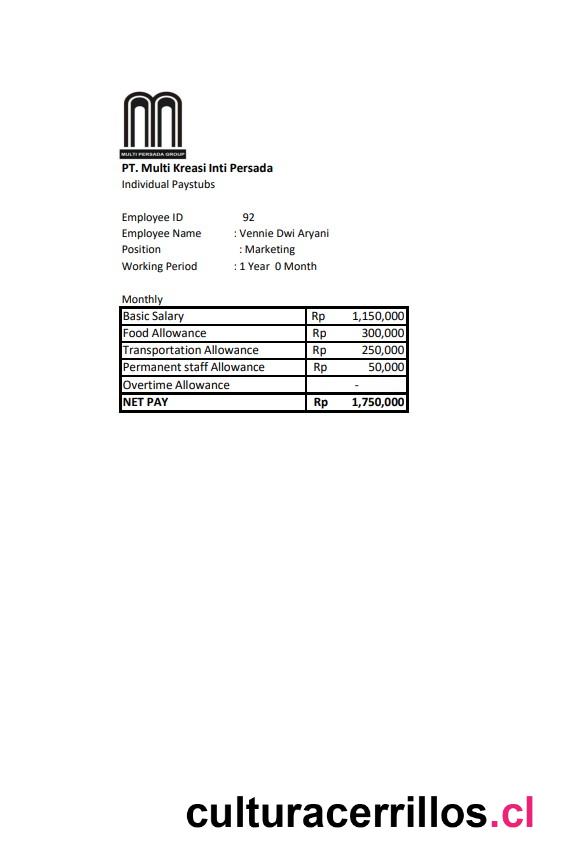 MULTI PERSADA GROUP
PT. Multi Kreasi Inti Persada
Individual Paystubs
Employee ID 92
Employee Name : Vennie Dwi Aryani
Position : Marketing
Working Period : 1 Year 0 Month
Monthly
Basic Salary Rp 1,150,000
Food Allowance Rp 300,000
Transportation Allowance Rp 250,000
Permanent staff Allowance Rp 50,000
Overtime Allowance -
NET PAY Rp 1,750,000
culturacerrillos.cl